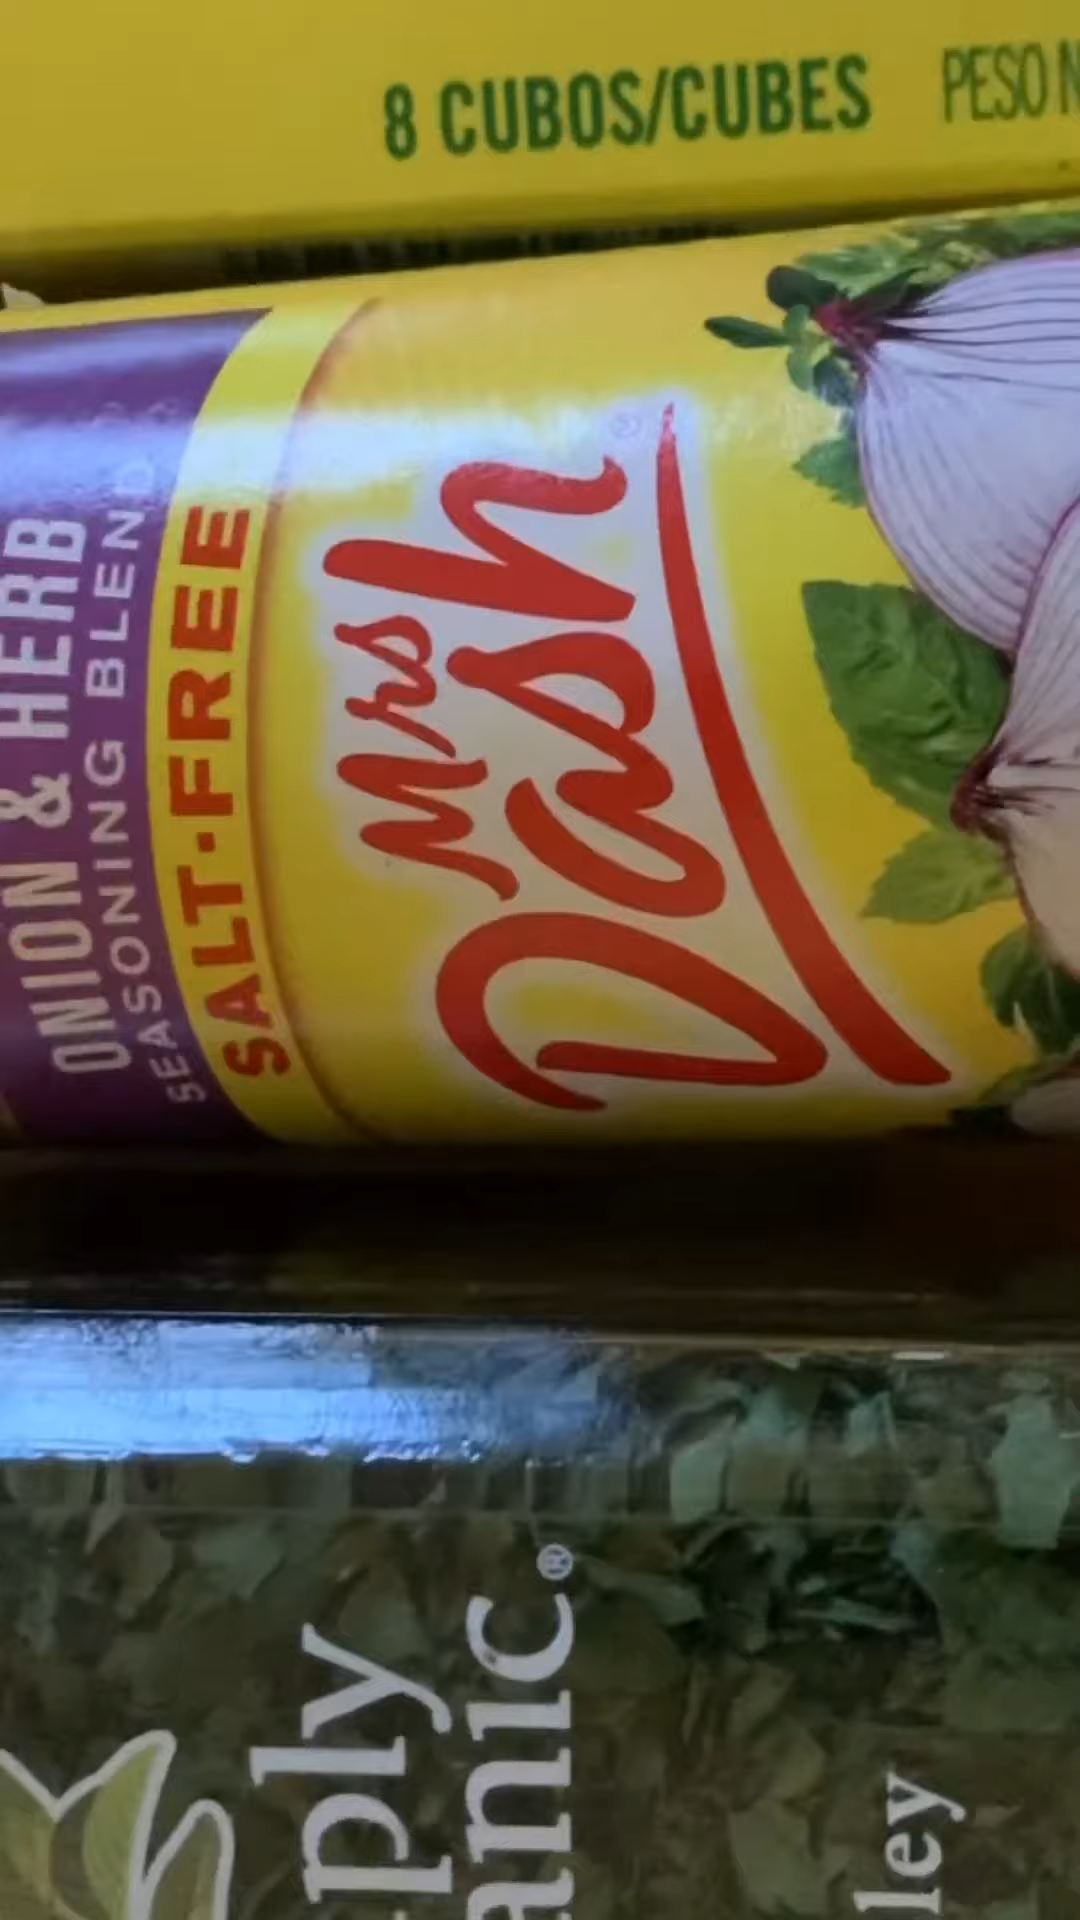 8 CUBOS/CUBES PESO N
Mrs
Dash
®
SALT-FREE
ONION & HERB
SEASONING BLEND
ply
anic®
ley